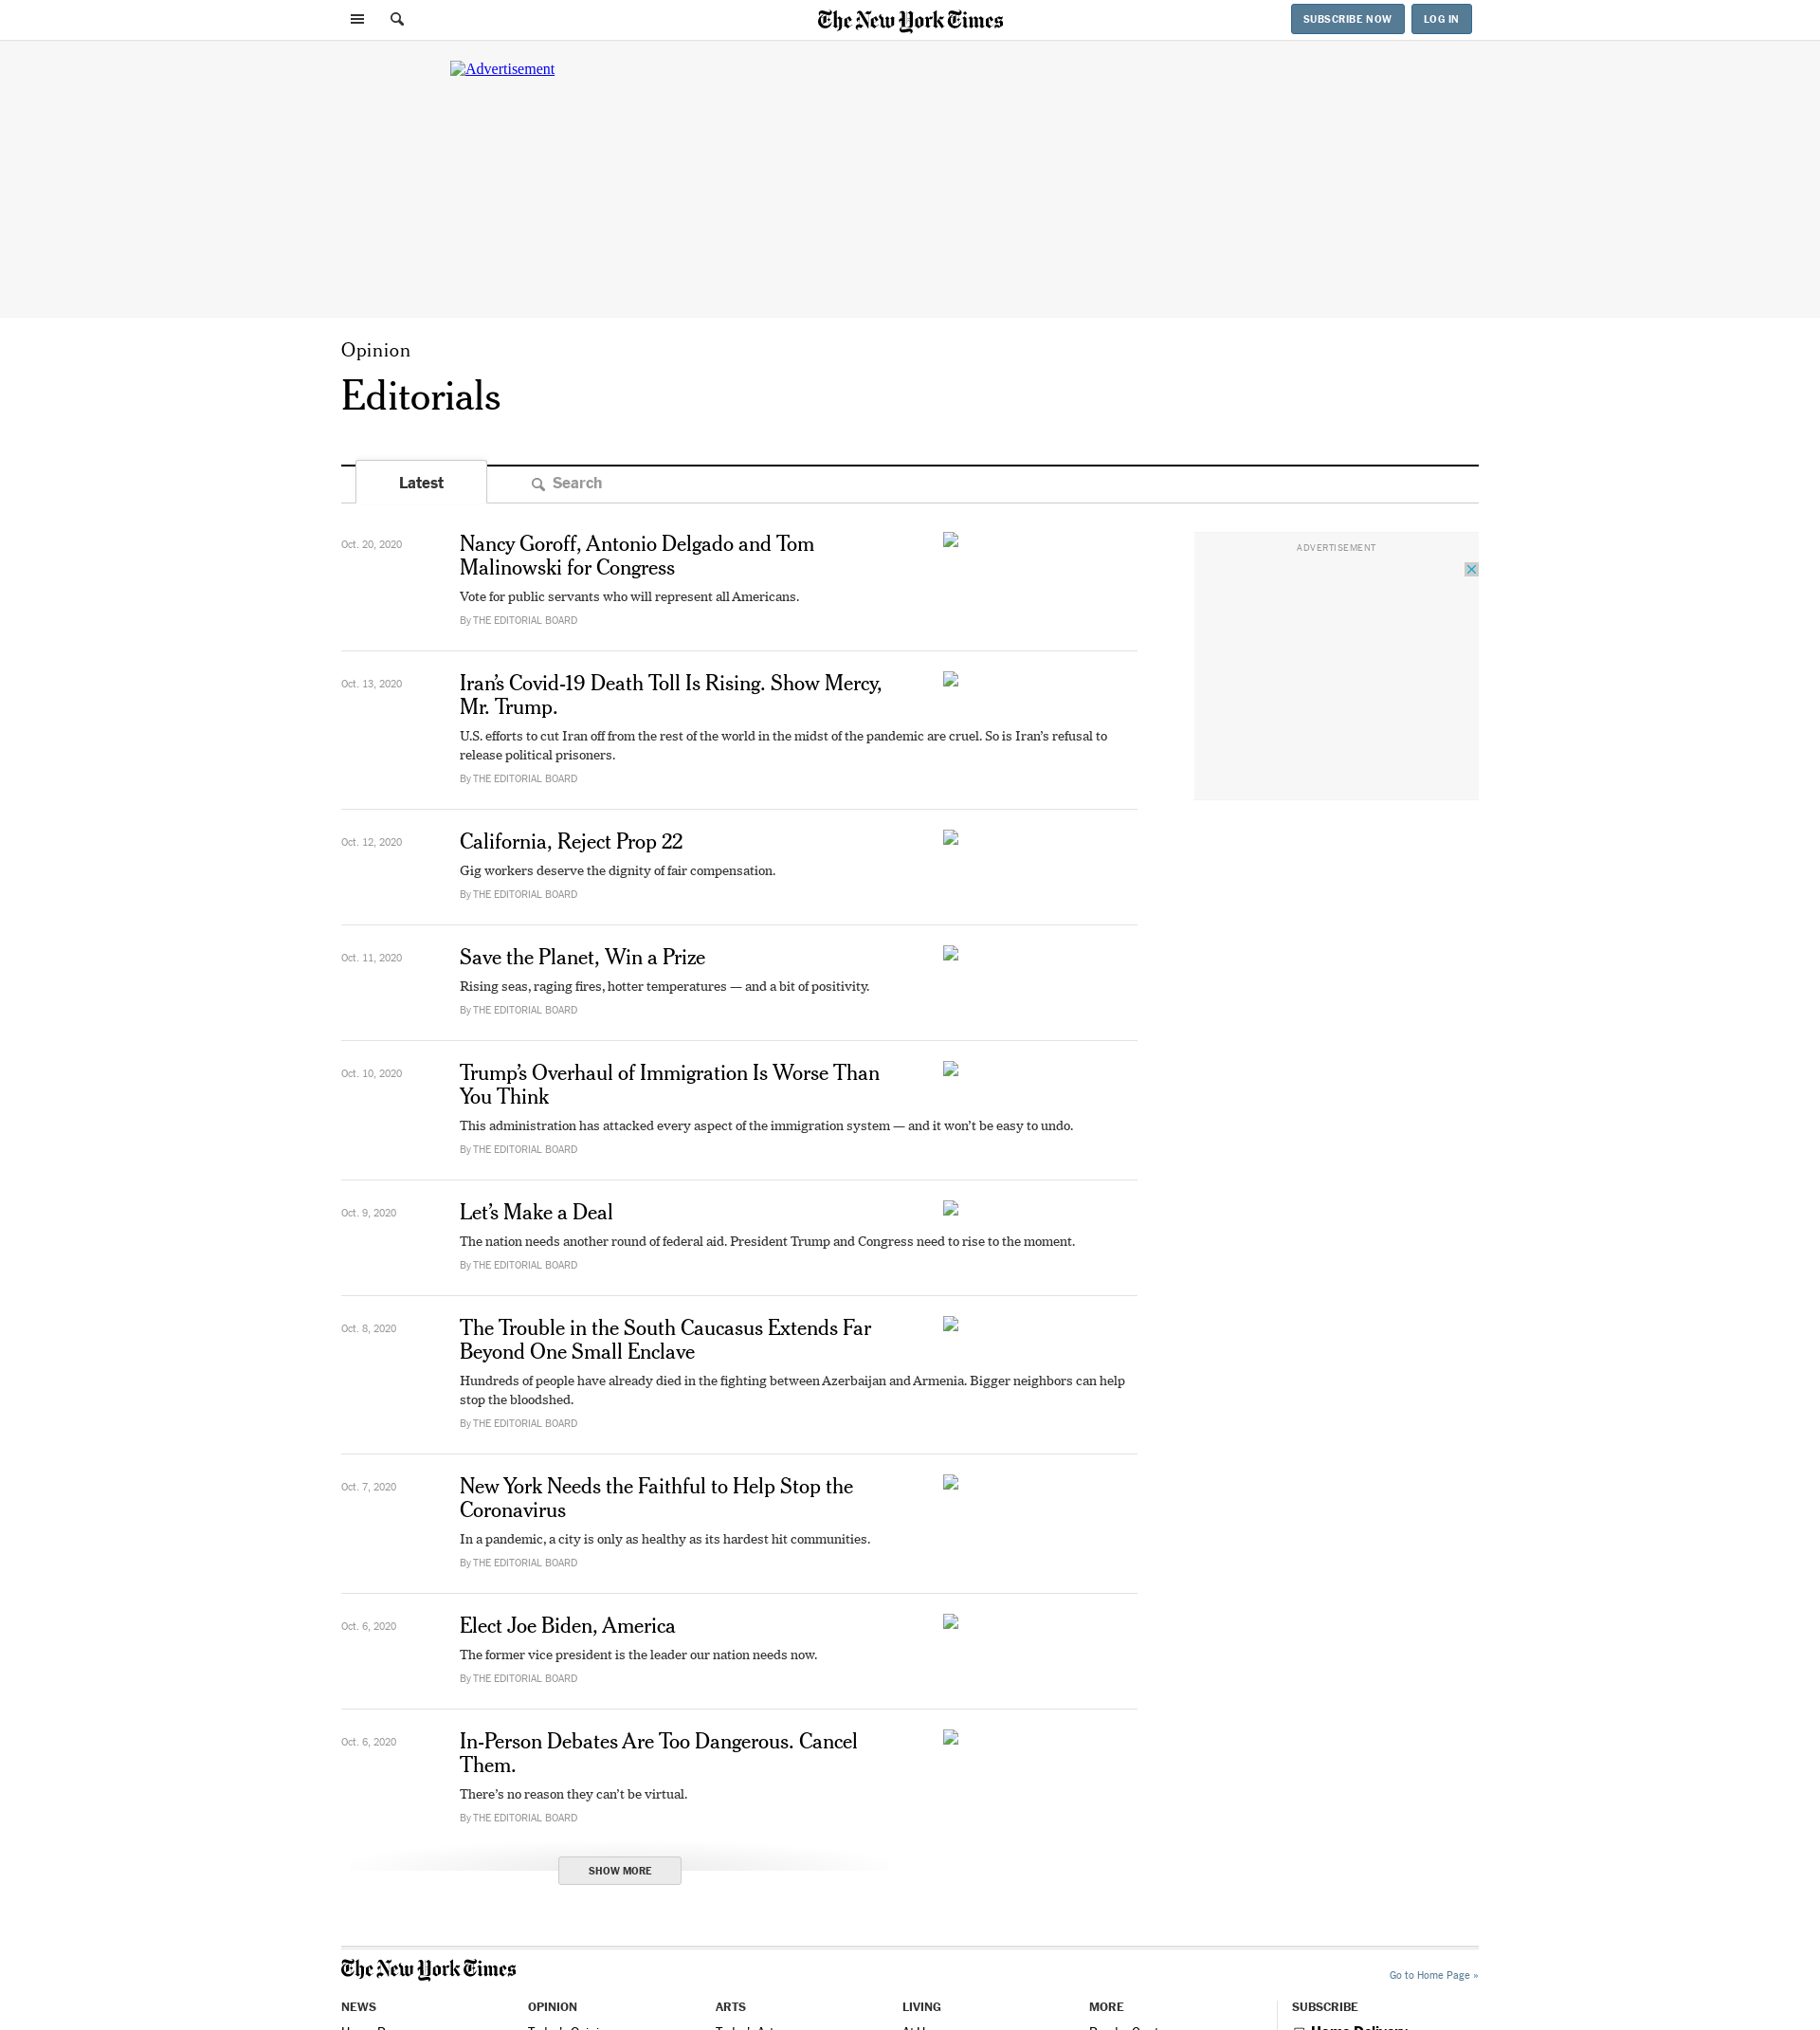 The New York Times
SUBSCRIBE NOW
LOG IN
Advertisement
Opinion
Editorials
Latest
Search
Oct. 20, 2020
Nancy Goroff, Antonio Delgado and Tom
Malinowski for Congress
Vote for public servants who will represent all Americans.
By THE EDITORIAL BOARD
ADVERTISEMENT
Oct. 13, 2020
Iran’s Covid-19 Death Toll Is Rising. Show Mercy,
Mr. Trump.
U.S. efforts to cut Iran off from the rest of the world in the midst of the pandemic are cruel. So is Iran’s refusal to
release political prisoners.
By THE EDITORIAL BOARD
Oct. 12, 2020
California, Reject Prop 22
Gig workers deserve the dignity of fair compensation.
By THE EDITORIAL BOARD
Oct. 11, 2020
Save the Planet, Win a Prize
Rising seas, raging fires, hotter temperatures — and a bit of positivity.
By THE EDITORIAL BOARD
Oct. 10, 2020
Trump’s Overhaul of Immigration Is Worse Than
You Think
This administration has attacked every aspect of the immigration system — and it won’t be easy to undo.
By THE EDITORIAL BOARD
Oct. 9, 2020
Let’s Make a Deal
The nation needs another round of federal aid. President Trump and Congress need to rise to the moment.
By THE EDITORIAL BOARD
Oct. 8, 2020
The Trouble in the South Caucasus Extends Far
Beyond One Small Enclave
Hundreds of people have already died in the fighting between Azerbaijan and Armenia. Bigger neighbors can help
stop the bloodshed.
By THE EDITORIAL BOARD
Oct. 7, 2020
New York Needs the Faithful to Help Stop the
Coronavirus
In a pandemic, a city is only as healthy as its hardest hit communities.
By THE EDITORIAL BOARD
Oct. 6, 2020
Elect Joe Biden, America
The former vice president is the leader our nation needs now.
By THE EDITORIAL BOARD
Oct. 6, 2020
In-Person Debates Are Too Dangerous. Cancel
Them.
There’s no reason they can’t be virtual.
By THE EDITORIAL BOARD
SHOW MORE
The New York Times
Go to Home Page »
NEWS
OPINION
ARTS
LIVING
MORE
SUBSCRIBE
Home Delivery